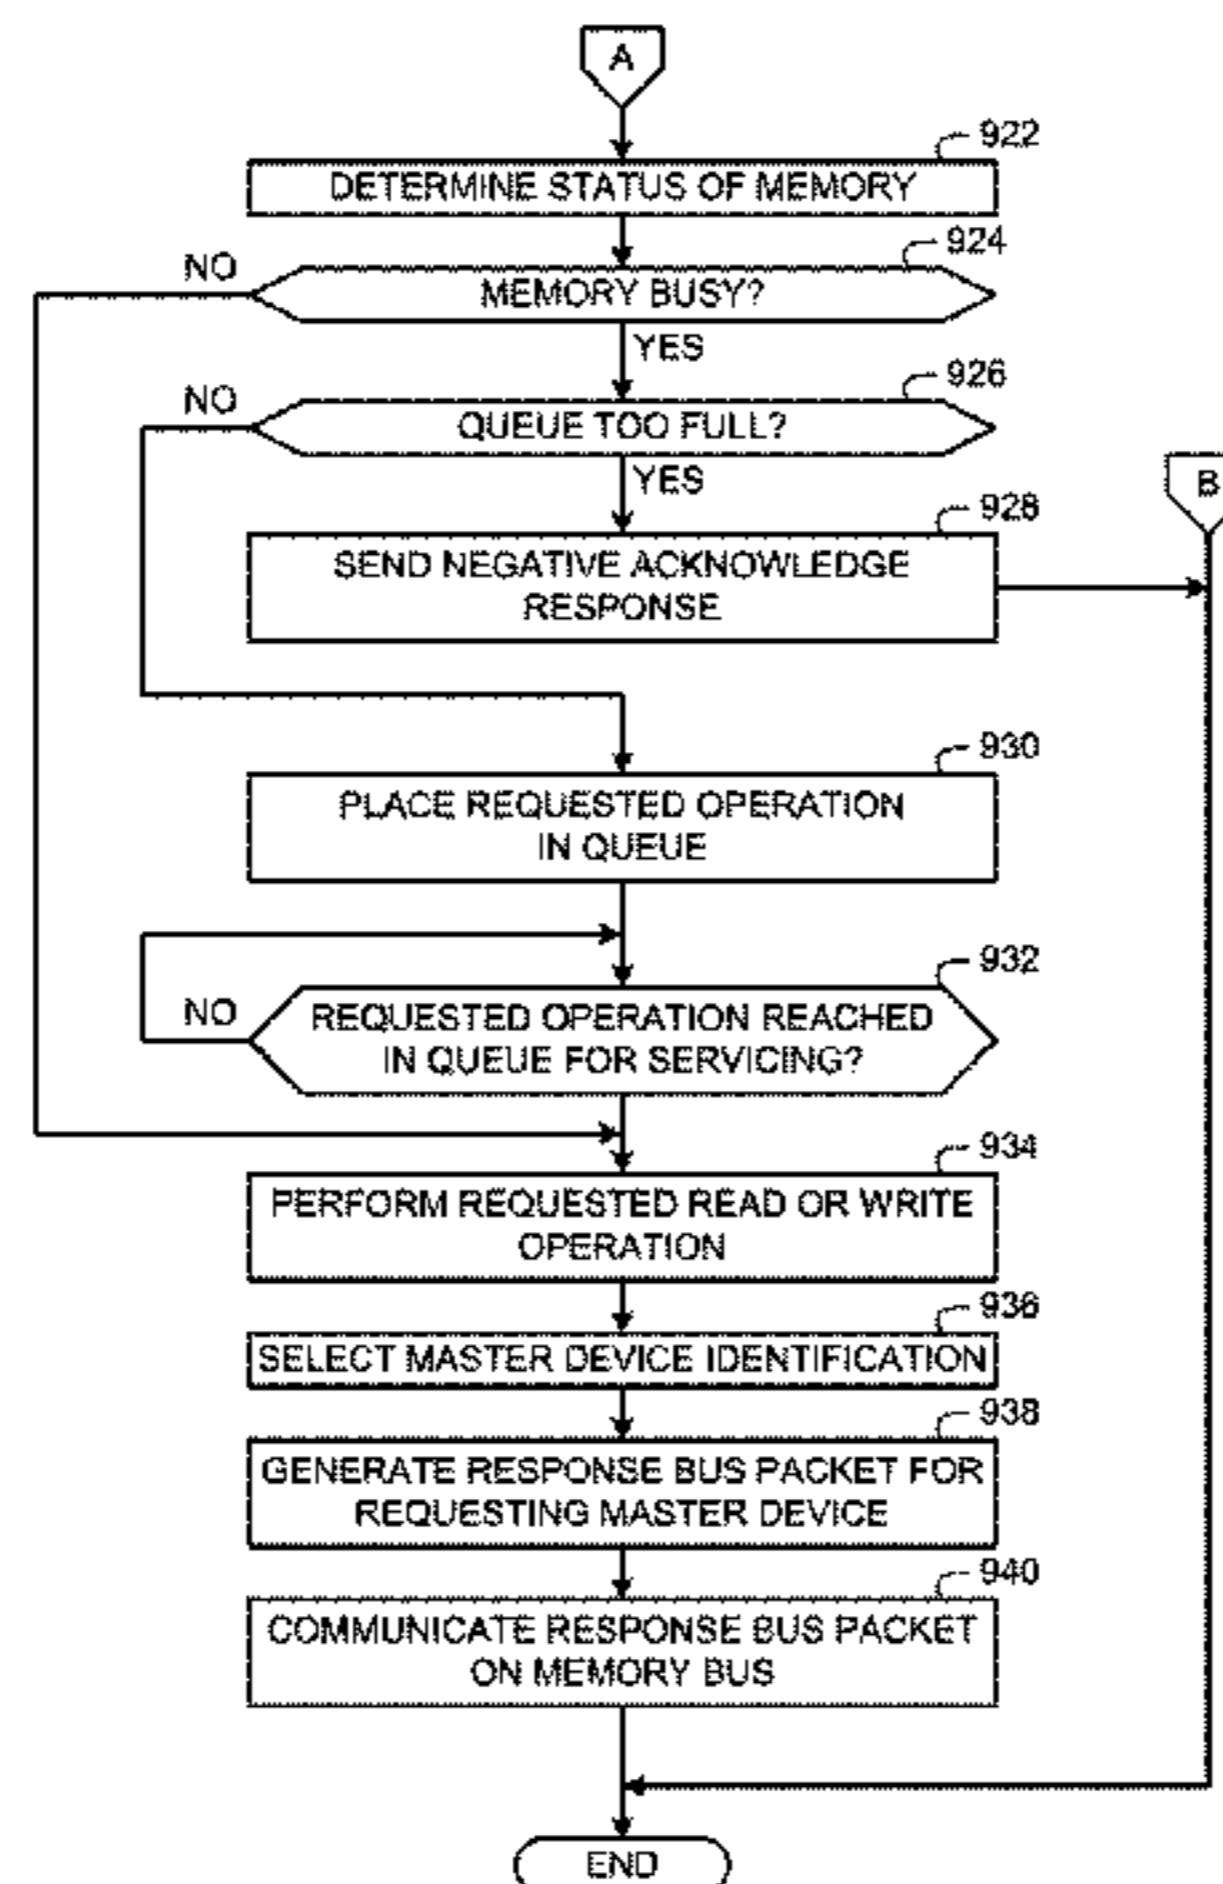 A
922
DETERMINE STATUS OF MEMORY
924
NO
MEMORY BUSY?
YES
926
NO
QUEUE TOO FULL?
YES
B
928
SEND NEGATIVE ACKNOWLEDGE
RESPONSE
930
PLACE REQUESTED OPERATION
IN QUEUE
932
NO
REQUESTED OPERATION REACHED
IN QUEUE FOR SERVICING?
934
PERFORM REQUESTED READ OR WRITE
OPERATION
936
SELECT MASTER DEVICE IDENTIFICATION
938
GENERATE RESPONSE BUS PACKET FOR
REQUESTING MASTER DEVICE
940
COMMUNICATE RESPONSE BUS PACKET
ON MEMORY BUS
END